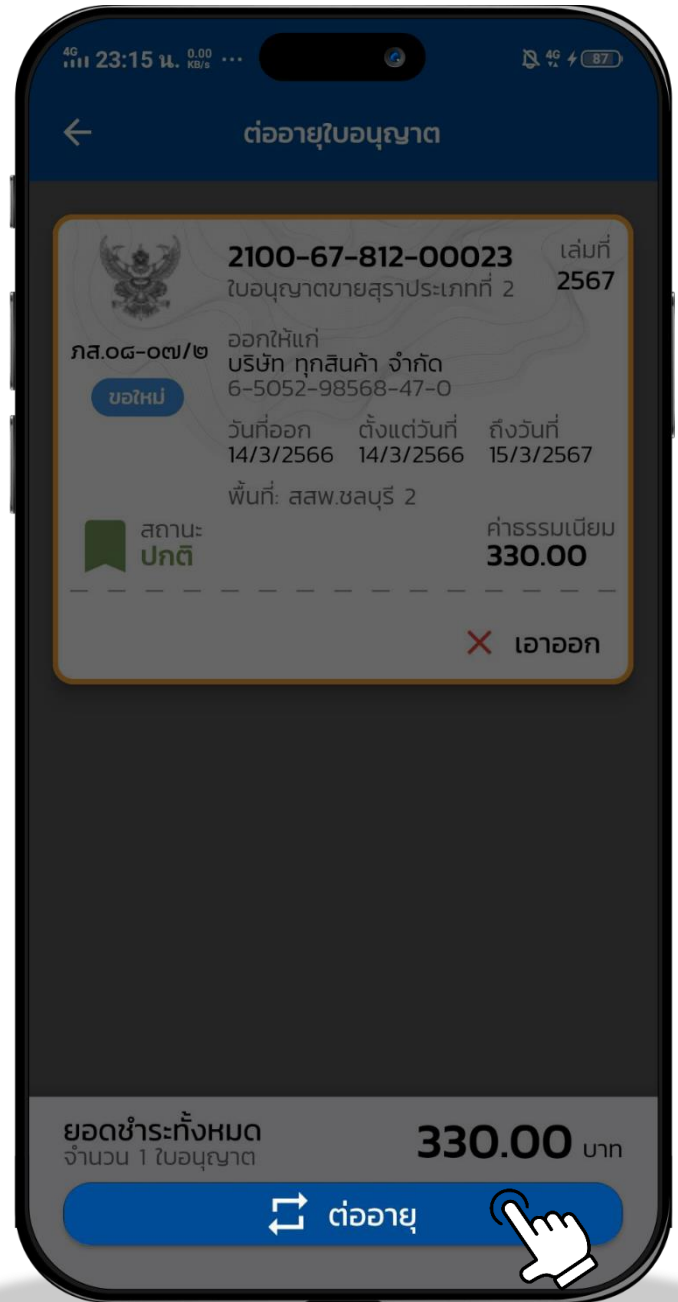 4G 23:15 น. 0.00 KB/s ... 4G 87
ต่ออายุใบอนุญาต
2100-67-812-00023
เล่มที่
ใบอนุญาตขายสุราประเภทที่ 2
2567
ภส.๐๘-๐๗/๒
ขอใหม่
ออกให้แก่
บริษัท ทุกสินค้า จำกัด
6-5052-98568-47-0
วันที่ออก ตั้งแต่วันที่ ถึงวันที่
14/3/2566 14/3/2566 15/3/2567
พื้นที่: สสพ.ชลบุรี 2
สถานะ ค่าธรรมเนียม
ปกติ 330.00
เอาออก
ยอดชำระทั้งหมด
330.00 บาท
จำนวน 1 ใบอนุญาต
ต่ออายุ